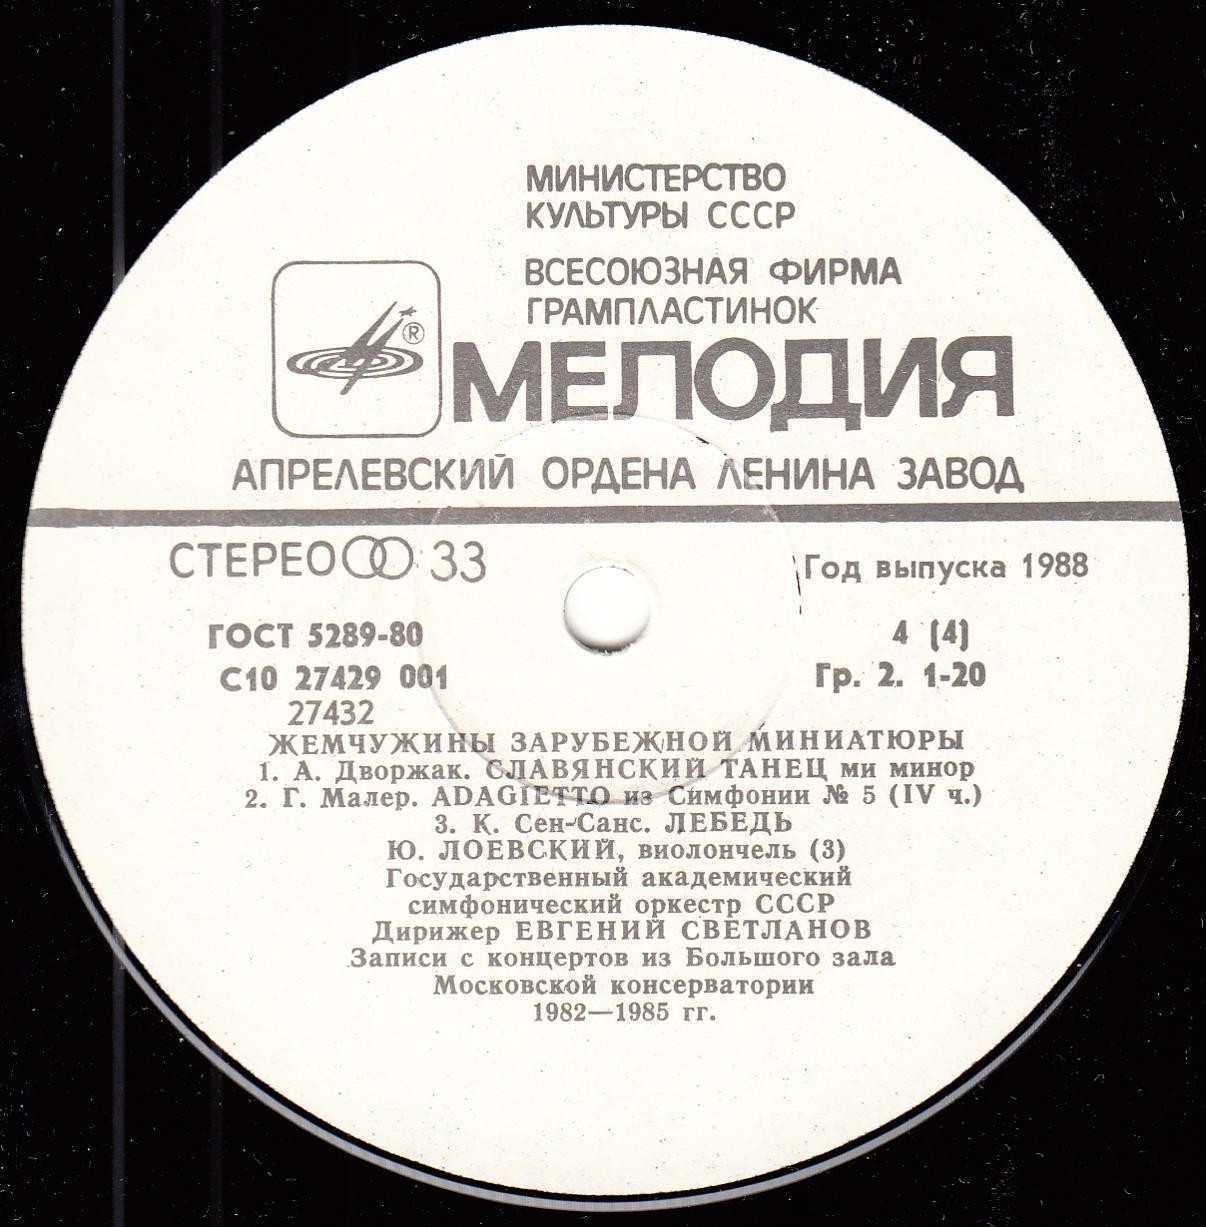 МИНИСТЕРСТВО
КУЛЬТУРЫ СССР
ВСЕСОЮЗНАЯ ФИРМА
ГРАМПЛАСТИНОК
®
МЕЛОДИЯ
АПРЕЛЕВСКИЙ ОРДЕНА ЛЕНИНА ЗАВОД
СТЕРЕО 33
Год выпуска 1988
ГОСТ 5289-80
4 (4)
С10 27429 001
Гр. 2. 1-20
27432
ЖЕМЧУЖИНЫ ЗАРУБЕЖНОЙ МИНИАТЮРЫ
1. А. Дворжак. СЛАВЯНСКИЙ ТАНЕЦ ми минор
2. Г. Малер. ADAGIETTO из Симфонии № 5 (IV ч.)
3. К. Сен-Санс. ЛЕБЕДЬ
Ю. ЛОЕВСКИЙ, виолончель (3)
Государственный академический
симфонический оркестр СССР
Дирижер ЕВГЕНИЙ СВЕТЛАНОВ
Записи с концертов из Большого зала
Московской консерватории
1982—1985 гг.